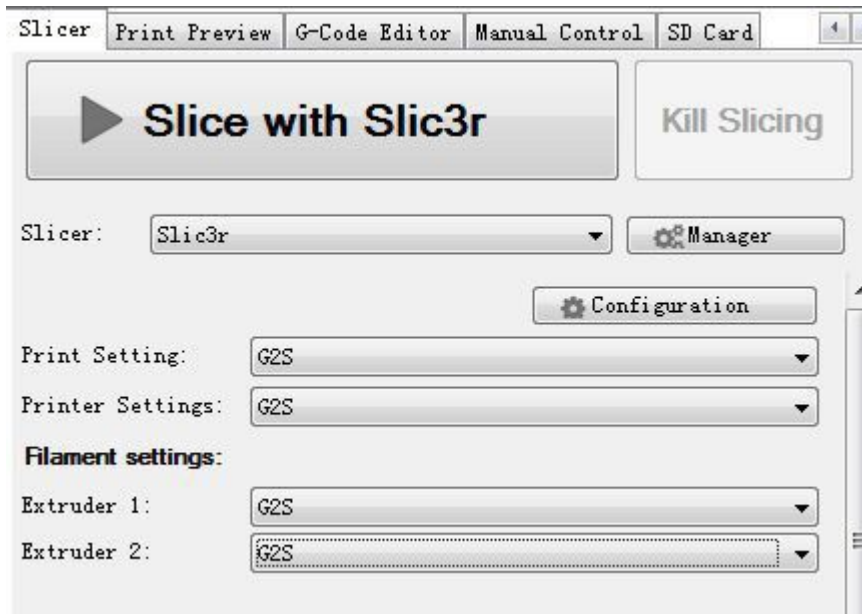 Slicer Print Preview G-Code Editor Manual Control SD Card
Slice with Slic3r Kill Slicing
Slicer: Slic3r Manager
Configuration
Print Setting: G2S
Printer Settings: G2S
Filament settings:
Extruder 1: G2S
Extruder 2: G2S